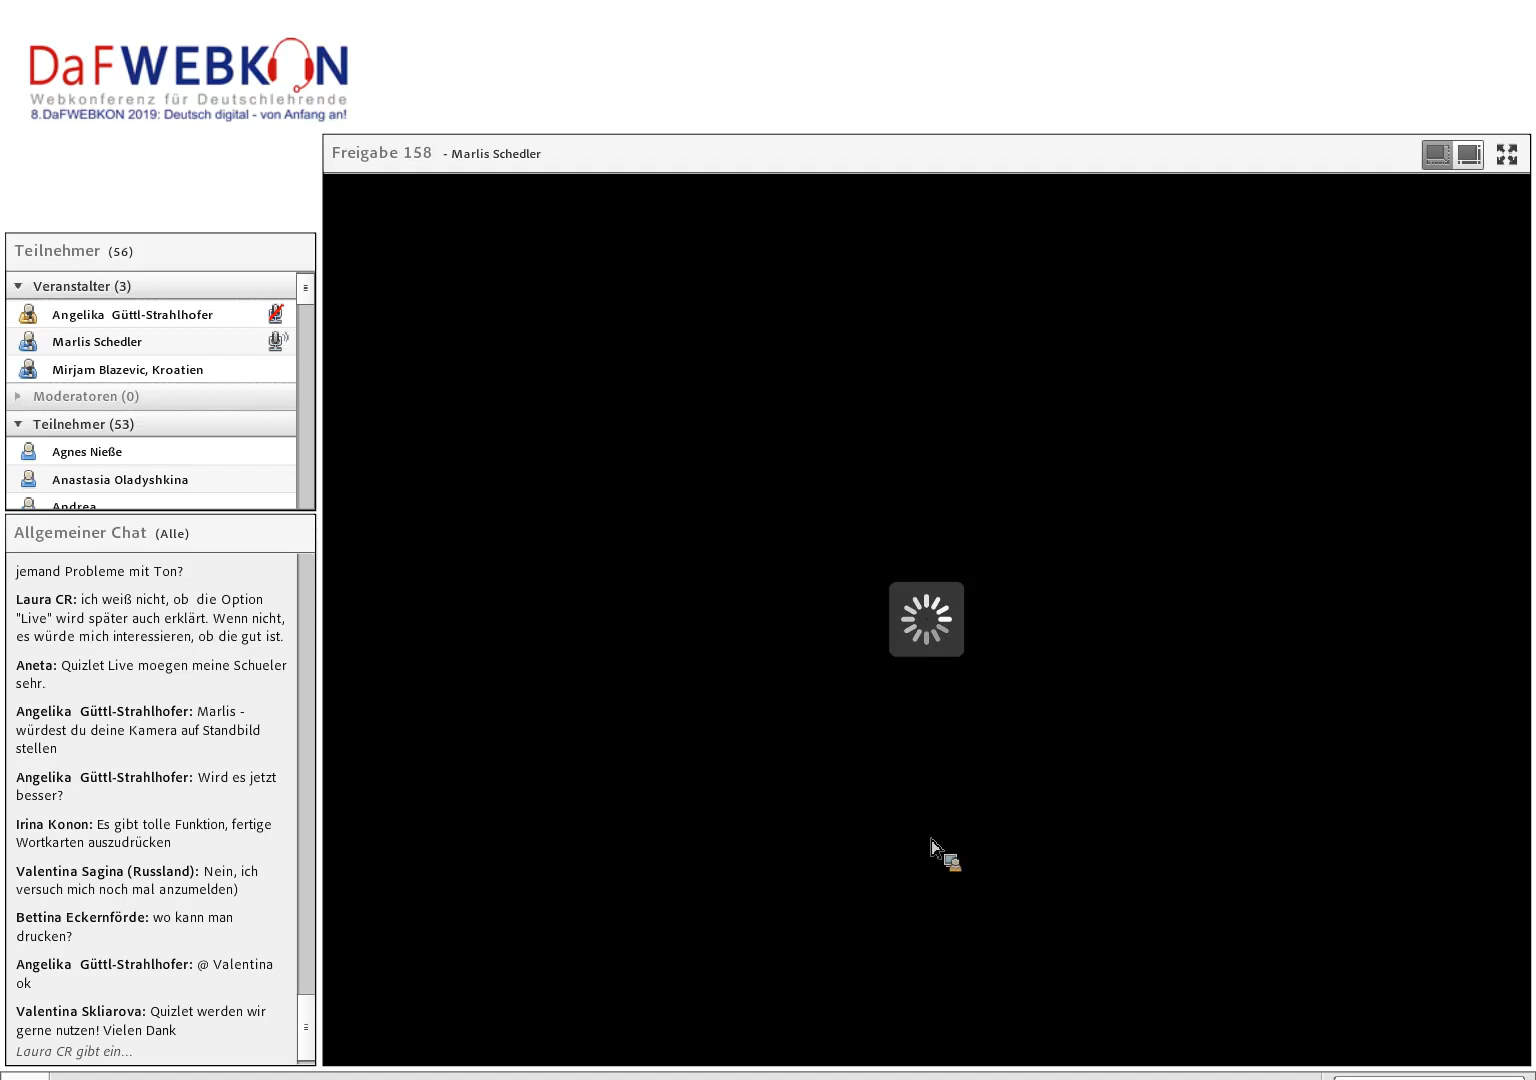 DaF WEBKON
Webkonferenz für Deutschlehrende
8.DaFWEBKON 2019: Deutsch digital - von Anfang an!
Freigabe 158 - Marlis Schedler
Teilnehmer (56)
Veranstalter (3)
Angelika Güttl-Strahlhofer
Marlis Schedler
Mirjam Blazevic, Kroatien
Moderatoren (0)
Teilnehmer (53)
Agnes Nieße
Anastasia Oladyshkina
Andrea
Allgemeiner Chat (Alle)
jemand Probleme mit Ton?
Laura CR: ich weiß nicht, ob die Option
"Live" wird später auch erklärt. Wenn nicht,
es würde mich interessieren, ob die gut ist.
Aneta: Quizlet Live moegen meine Schueler
sehr.
Angelika Güttl-Strahlhofer: Marlis -
würdest du deine Kamera auf Standbild
stellen
Angelika Güttl-Strahlhofer: Wird es jetzt
besser?
Irina Konon: Es gibt tolle Funktion, fertige
Wortkarten auszudrücken
Valentina Sagina (Russland): Nein, ich
versuch mich noch mal anzumelden)
Bettina Eckernförde: wo kann man
drucken?
Angelika Güttl-Strahlhofer: @ Valentina
ok
Valentina Skliarova: Quizlet werden wir
gerne nutzen! Vielen Dank
Laura CR gibt ein...